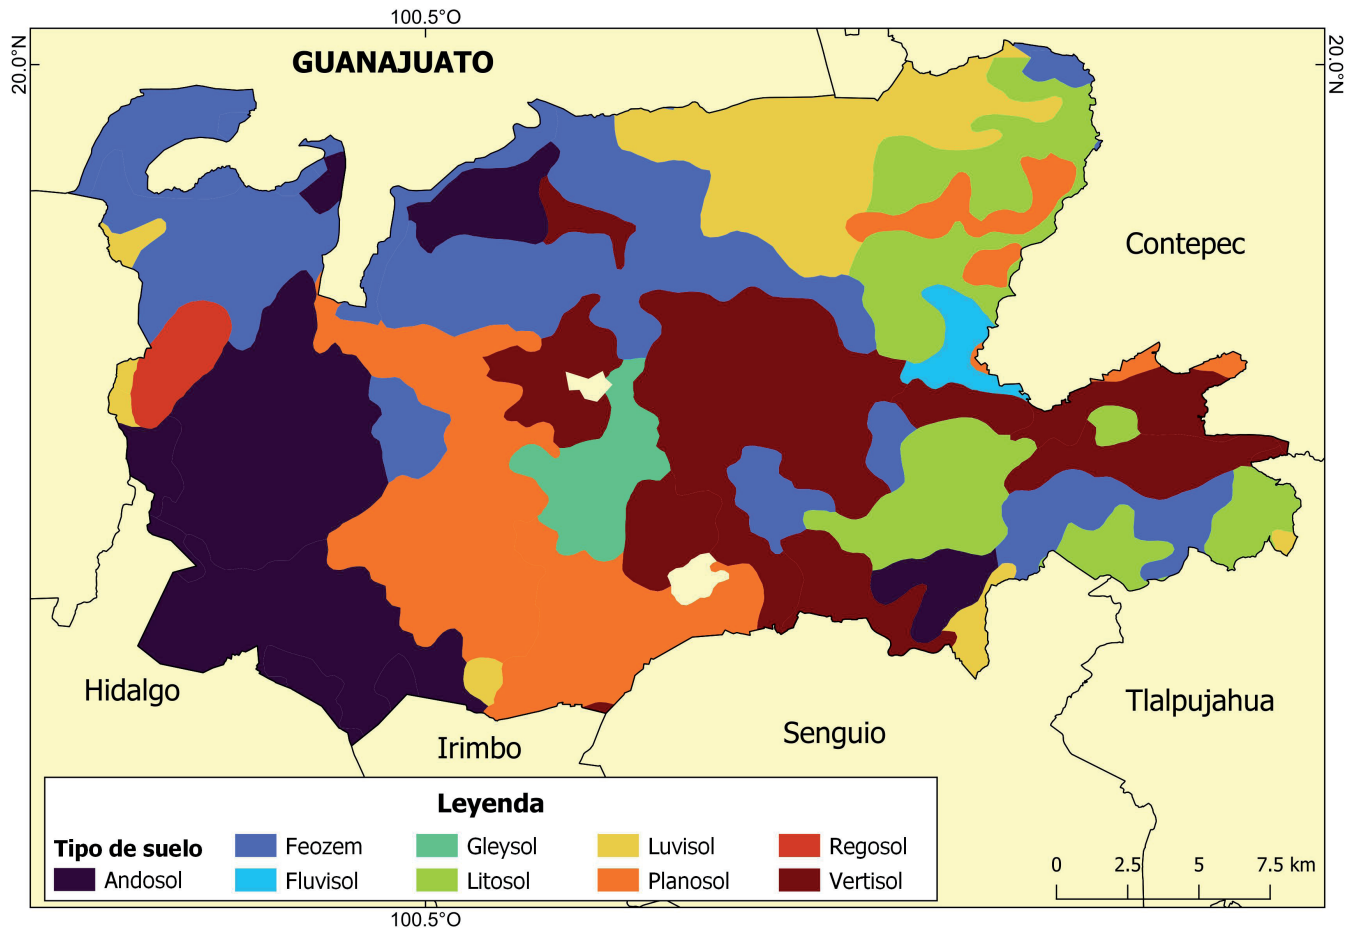 100.5°O
20.0°N
20.0°N
GUANAJUATO
Contepec
Hidalgo
Irimbo
Senguio
Tlalpujahua
Leyenda
Tipo de suelo
Feozem
Gleysol
Luvisol
Regosol
Andosol
Fluvisol
Litosol
Planosol
Vertisol
0 2.5 5 7.5 km
100.5°O